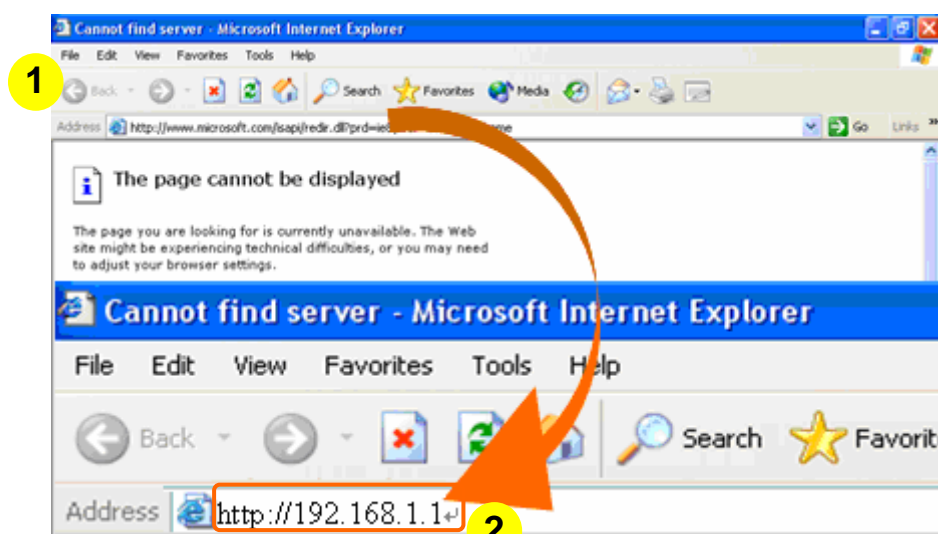 Cannot find server - Microsoft Internet Explorer
File Edit View Favorites Tools Help
1
Back Search Favorites Media
Address http://www.microsoft.com/isapi/redir.dll?prd=ie Go Links »
The page cannot be displayed
The page you are looking for is currently unavailable. The Web
site might be experiencing technical difficulties, or you may need
to adjust your browser settings.
Cannot find server - Microsoft Internet Explorer
File Edit View Favorites Tools Help
Back Search Favorit
Address http://192.168.1.1↵
2